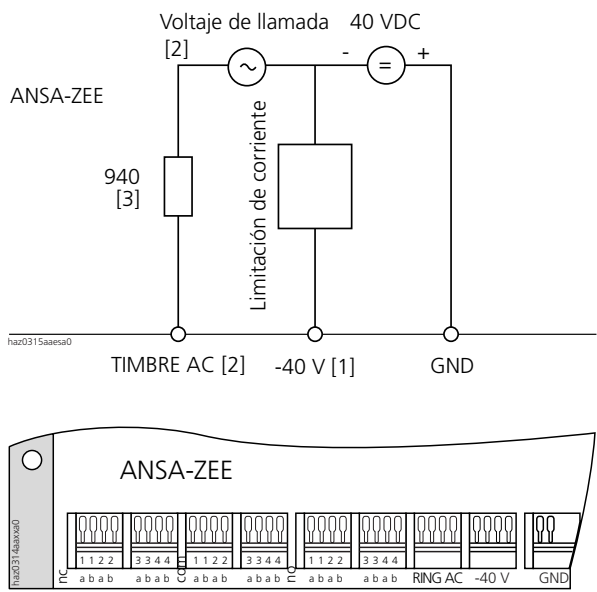 Voltaje de llamada 40 VDC
[2] - +
ANSA-ZEE
940
[3]
Limitación de corriente
haz0315aaesa0
TIMBRE AC [2] -40 V [1] GND
ANSA-ZEE
haz0314aaxxa0
1 1 2 2 3 3 4 4 1 1 2 2 3 3 4 4 1 1 2 2 3 3 4 4
nc a b a b a b a b com a b a b a b a b no a b a b a b a b RING AC -40 V GND